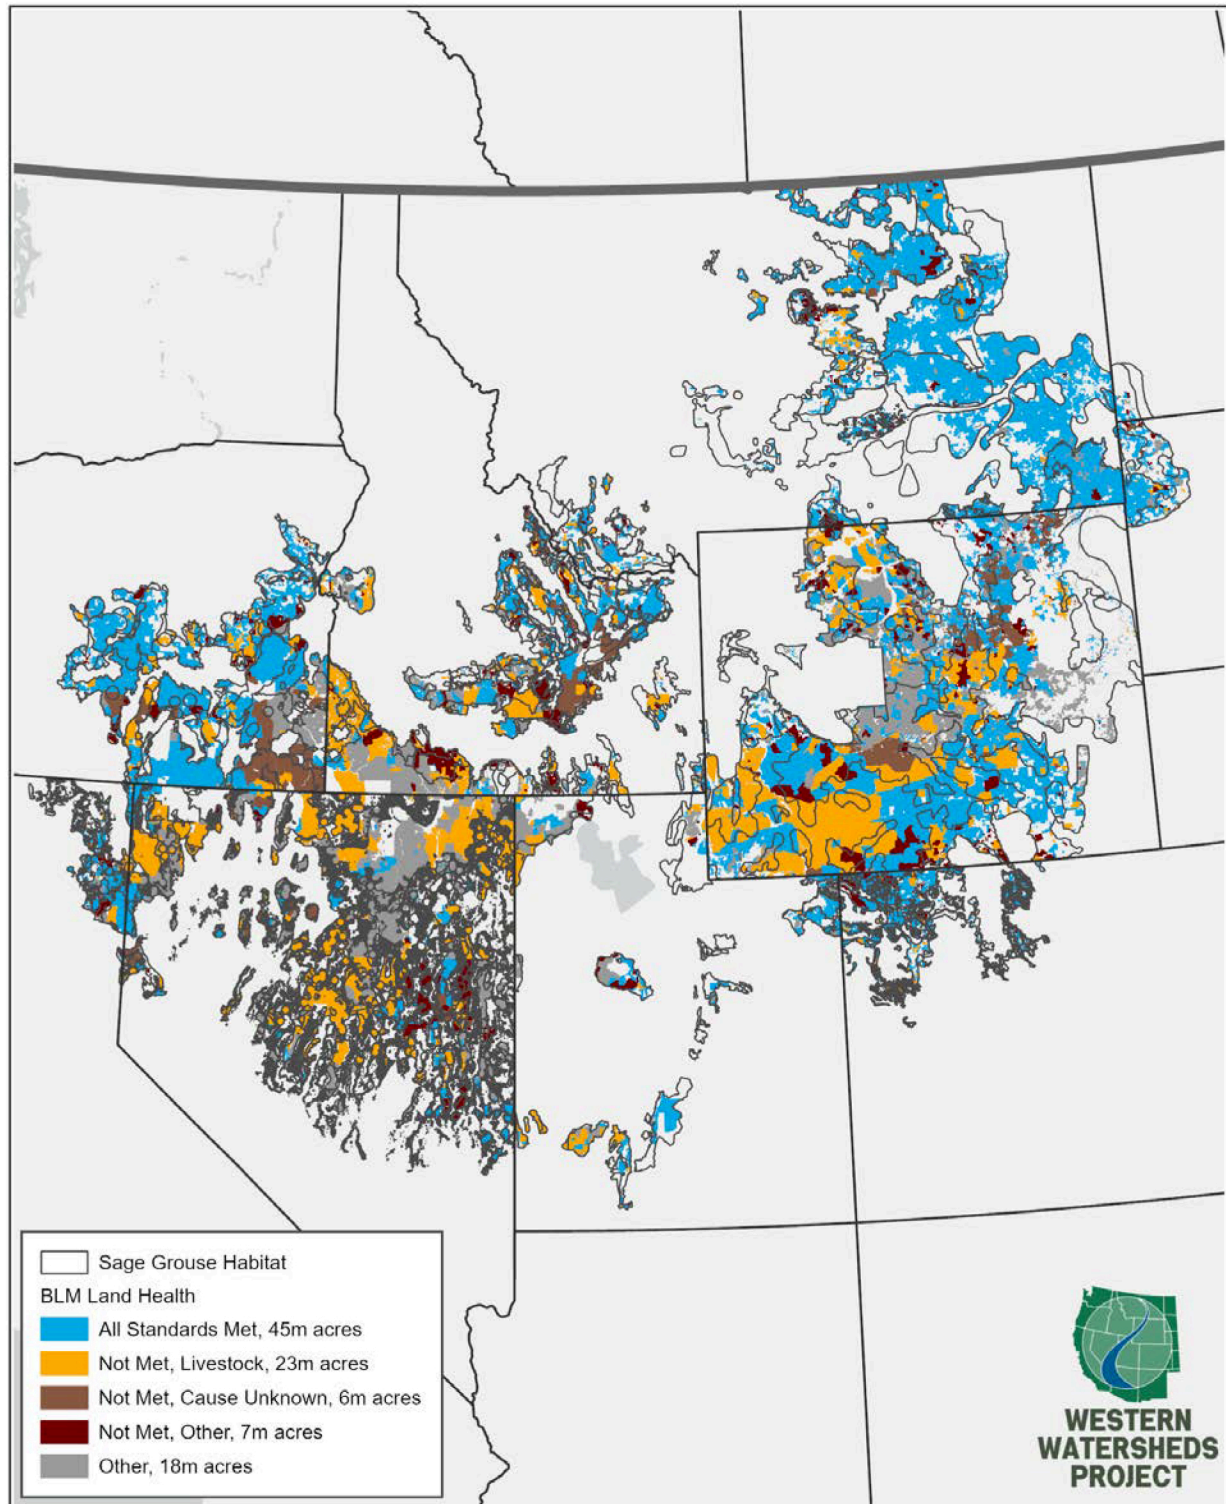 Sage Grouse Habitat
BLM Land Health
All Standards Met, 45m acres
Not Met, Livestock, 23m acres
Not Met, Cause Unknown, 6m acres
Not Met, Other, 7m acres
Other, 18m acres
WESTERN
WATERSHEDS
PROJECT